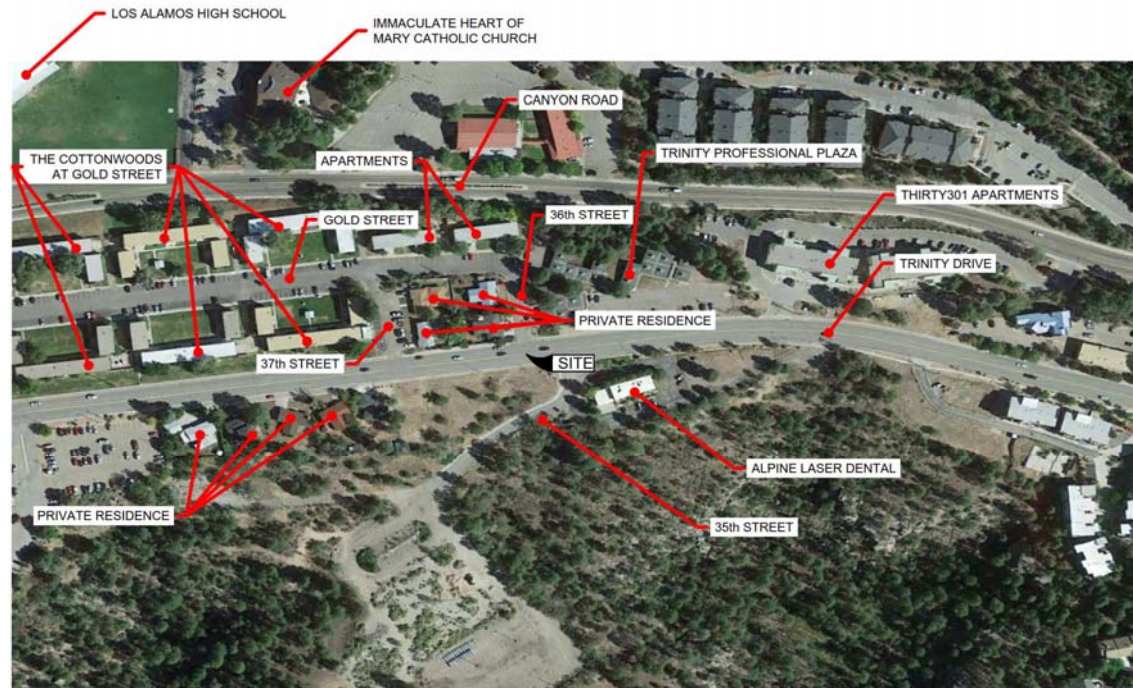 LOS ALAMOS HIGH SCHOOL
IMMACULATE HEART OF
MARY CATHOLIC CHURCH
CANYON ROAD
TRINITY PROFESSIONAL PLAZA
THE COTTONWOODS
AT GOLD STREET
APARTMENTS
THIRTY301 APARTMENTS
GOLD STREET
36th STREET
TRINITY DRIVE
PRIVATE RESIDENCE
37th STREET
SITE
ALPINE LASER DENTAL
PRIVATE RESIDENCE
35th STREET